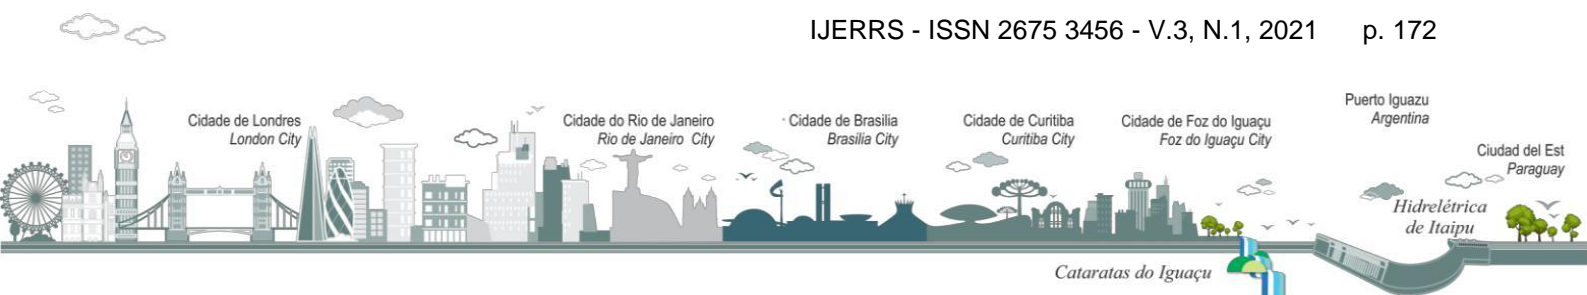 IJERRS - ISSN 2675 3456 - V.3, N.1, 2021 p. 172
Cidade de Londres
London City
Cidade do Rio de Janeiro
Rio de Janeiro City
Cidade de Brasilia
Brasilia City
Cidade de Curitiba
Curitiba City
Cidade de Foz do Iguaçu
Foz do Iguaçu City
Puerto Iguazu
Argentina
Ciudad del Est
Paraguay
Hidrelétrica
de Itaipu
Cataratas do Iguaçu